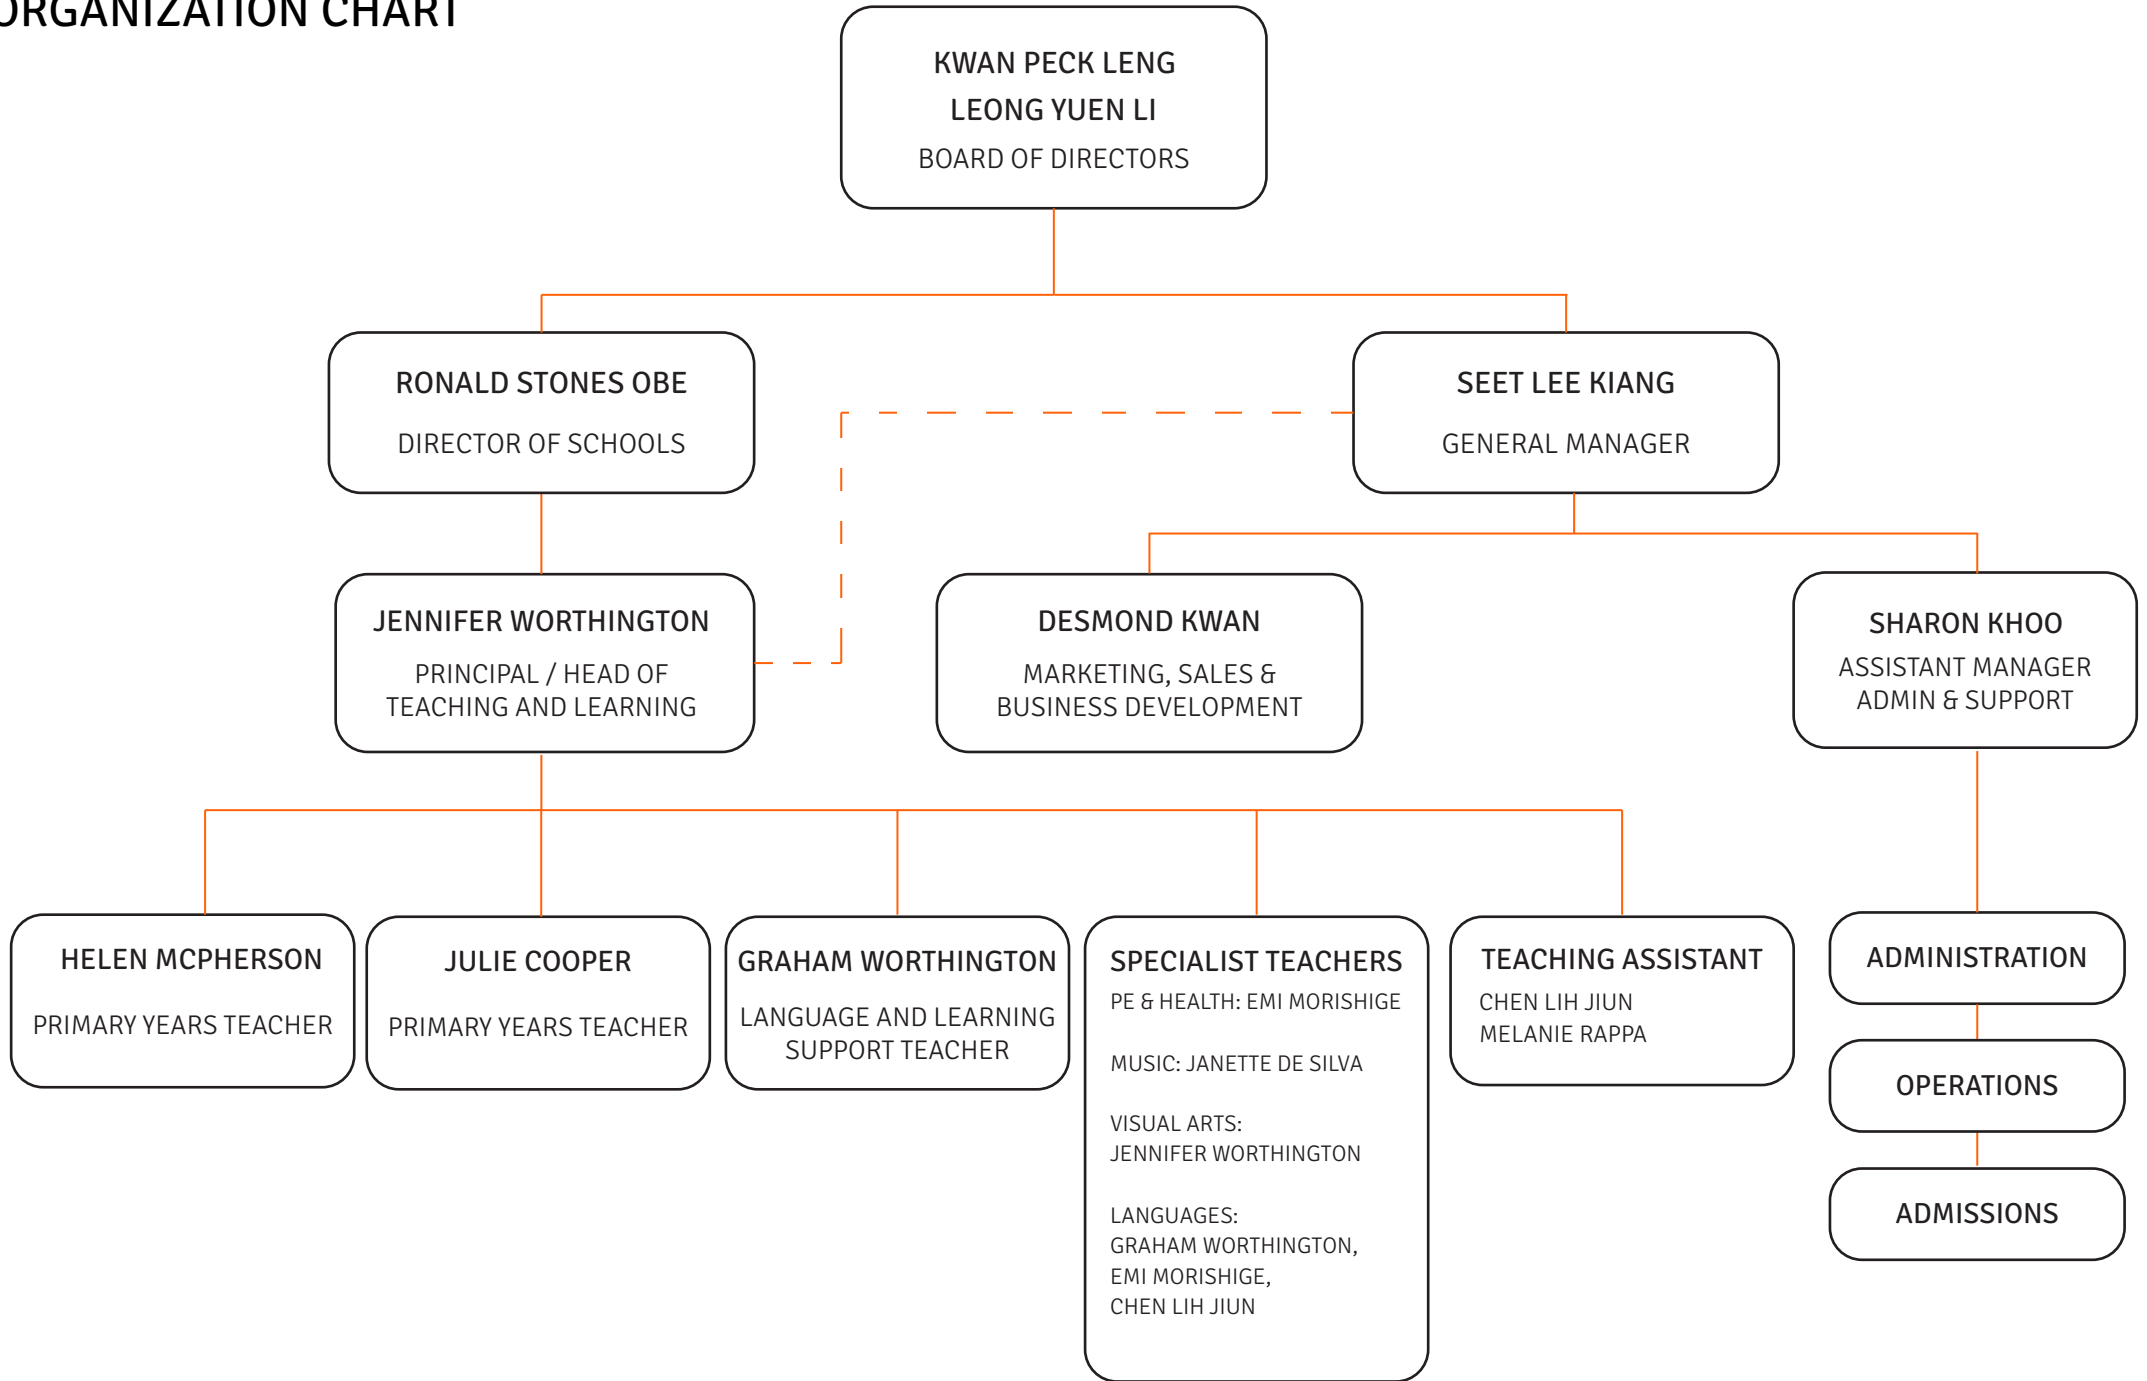 ORGANIZATION CHART
KWAN PECK LENG
LEONG YUEN LI
BOARD OF DIRECTORS
RONALD STONES OBE
DIRECTOR OF SCHOOLS
SEET LEE KIANG
GENERAL MANAGER
JENNIFER WORTHINGTON
PRINCIPAL / HEAD OF
TEACHING AND LEARNING
DESMOND KWAN
MARKETING, SALES &
BUSINESS DEVELOPMENT
SHARON KHOO
ASSISTANT MANAGER
ADMIN & SUPPORT
HELEN MCPHERSON
PRIMARY YEARS TEACHER
JULIE COOPER
PRIMARY YEARS TEACHER
GRAHAM WORTHINGTON
LANGUAGE AND LEARNING
SUPPORT TEACHER
SPECIALIST TEACHERS
PE & HEALTH: EMI MORISHIGE
MUSIC: JANETTE DE SILVA
VISUAL ARTS:
JENNIFER WORTHINGTON
LANGUAGES:
GRAHAM WORTHINGTON,
EMI MORISHIGE,
CHEN LIH JIUN
TEACHING ASSISTANT
CHEN LIH JIUN
MELANIE RAPPA
ADMINISTRATION
OPERATIONS
ADMISSIONS